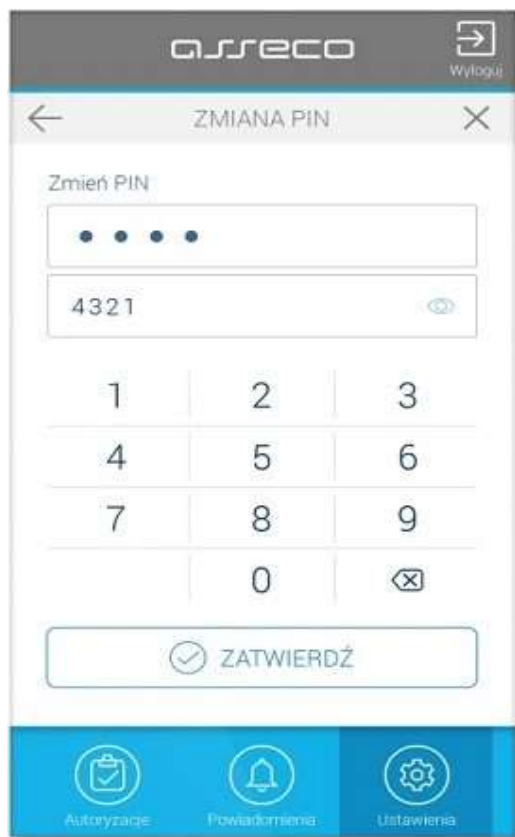 asseco
Wyloguj
ZMIANA PIN
Zmień PIN
4321
1 2 3
4 5 6
7 8 9
0
ZATWIERDŹ
Autoryzacje Powiadomienia Ustawienia